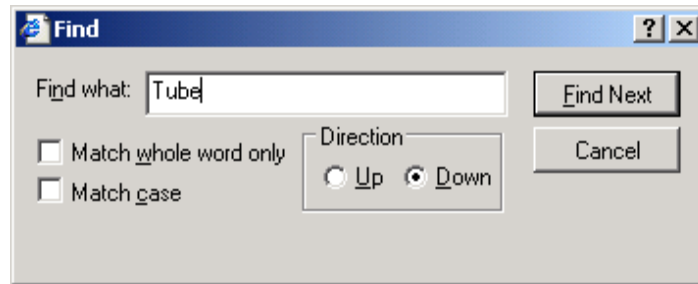 Find
Find what: Tube Find Next
Match whole word only Direction Cancel
Match case Up Down